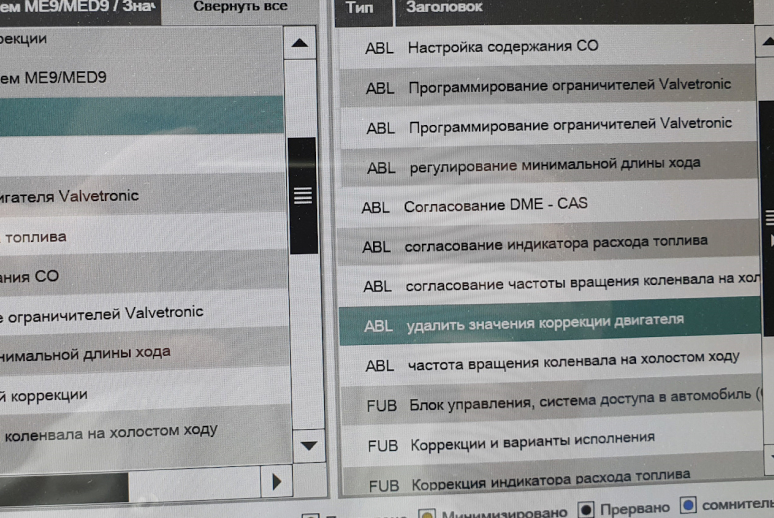 ем ME9/MED9 / Знач
Свернуть все
рекции
ем ME9/MED9
игателя Valvetronic
топлива
ания CO
е ограничителей Valvetronic
нимальной длины хода
й коррекции
коленвала на холостом ходу
Тип Заголовок
ABL Настройка содержания CO
ABL Программирование ограничителей Valvetronic
ABL Программирование ограничителей Valvetronic
ABL регулирование минимальной длины хода
ABL Согласование DME - CAS
ABL согласование индикатора расхода топлива
ABL согласование частоты вращения коленвала на хол
ABL удалить значения коррекции двигателя
ABL частота вращения коленвала на холостом ходу
FUB Блок управления, система доступа в автомобиль (
FUB Коррекции и варианты исполнения
FUB Коррекция индикатора расхода топлива
Минимизировано Прервано сомнитель